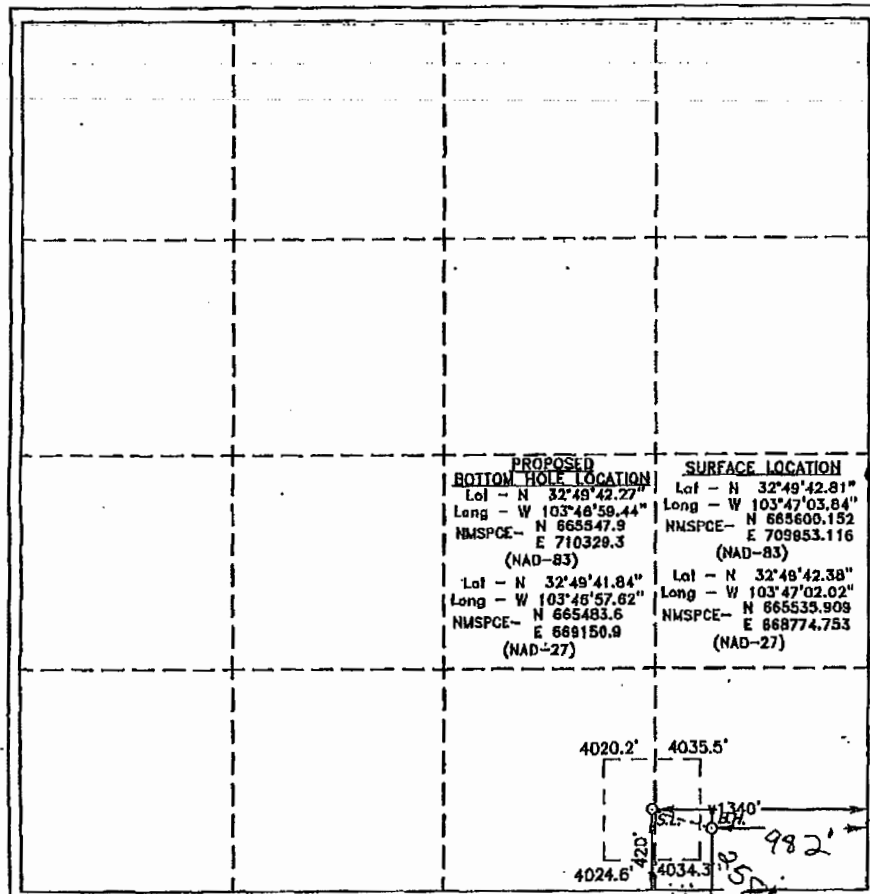 PROPOSED
BOTTOM HOLE LOCATION
Lat - N 32°49'42.27"
Long - W 103°46'59.44"
NMSPCE- N 665547.9
E 710329.3
(NAD-83)
Lat - N 32°49'41.84"
Long - W 103°46'57.62"
NMSPCE- N 665483.6
E 669150.9
(NAD-27)
SURFACE LOCATION
Lat - N 32°49'42.81"
Long - W 103°47'03.84"
NMSPCE- N 665600.152
E 709853.116
(NAD-83)
Lat - N 32°49'42.38"
Long - W 103°47'02.02"
NMSPCE- N 665535.909
E 668774.753
(NAD-27)
4020.2' 4035.5'
1340'
S.L. B.H.
982'
420'
4024.6' 4034.3'